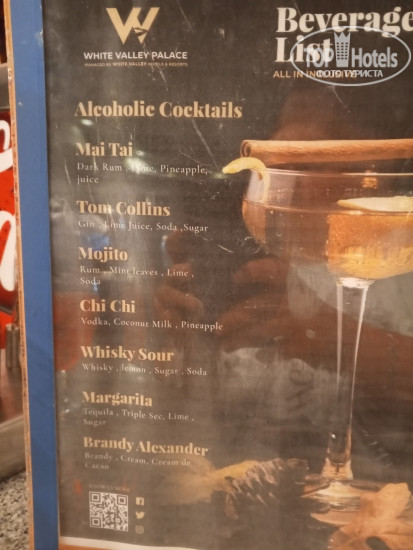 W
WHITE VALLEY PALACE
MANAGED BY WHITE VALLEY HOTELS & RESORTS
Beverage
List
ALL IN INCLUSIVE
TopHotels
ФОТО ТУРИСТА
Alcoholic Cocktails
Mai Tai
Dark Rum , Lime, Pineapple,
juice
Tom Collins
Gin , Lime Juice, Soda ,Sugar
Mojito
Rum , Mint leaves , Lime ,
Soda
Chi Chi
Vodka, Coconut Milk , Pineapple
Whisky Sour
Whisky , lemon , Sugar , Soda
Margarita
Tequila , Triple Sec, Lime ,
Sugar
Brandy Alexander
Brandy , Cream, Cream de
Cacao